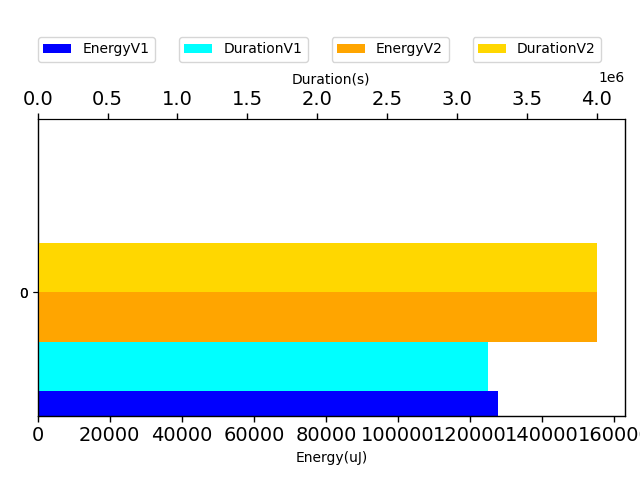 EnergyV1 DurationV1 EnergyV2 DurationV2
Duration(s)
1e6
0.0 0.5 1.0 1.5 2.0 2.5 3.0 3.5 4.0
0
0 20000 40000 60000 80000 100000 120000 140000 160000
Energy(uJ)